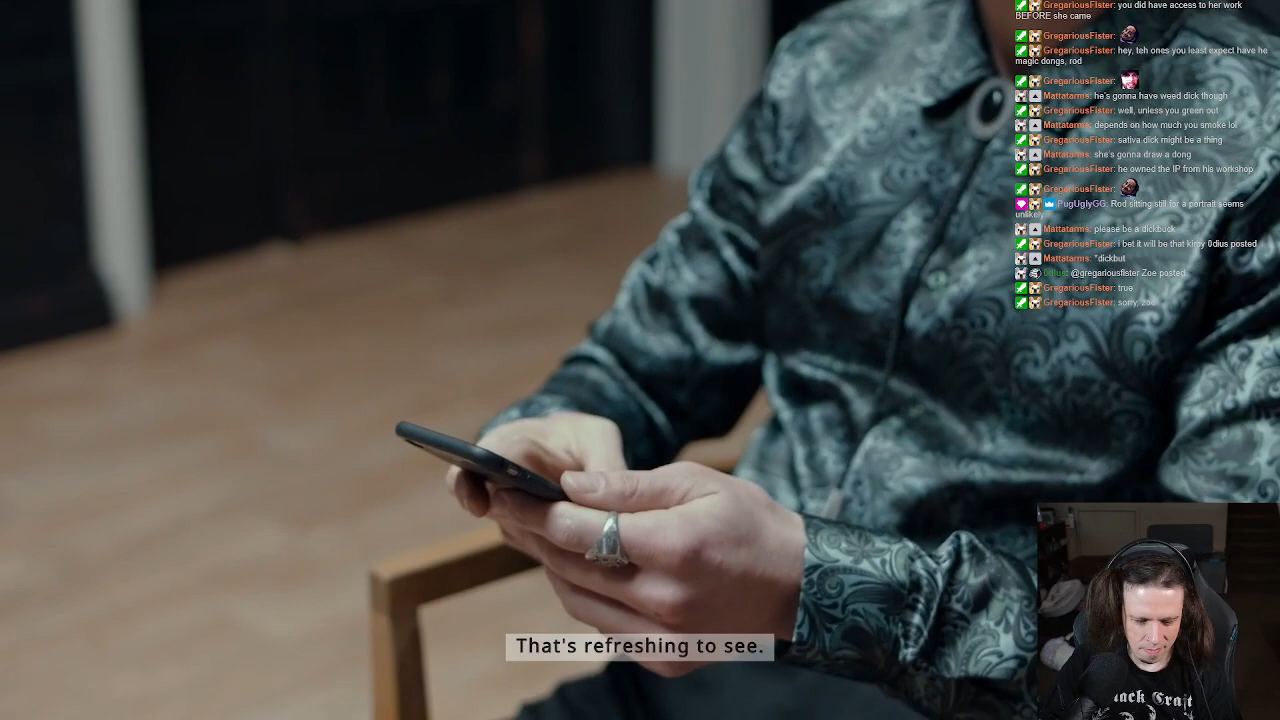 GregariousFister: you did have access to her work
BEFORE she came
GregariousFister:
GregariousFister: hey, teh ones you least expect have he
magic dongs, rod
GregariousFister:
Mattatarms: he's gonna have weed dick though
GregariousFister: well, unless you green out
Mattatarms: depends on how much you smoke lol
GregariousFister: sativa dick might be a thing
Mattatarms: she's gonna draw a dong
GregariousFister: he owned the IP from his workshop
GregariousFister:
PugUglyGG: Rod sitting still for a portrait seems
unlikely
Mattatarms: please be a dickbuck
GregariousFister: i bet it will be that kirby 0dius posted
Mattatarms: *dickbut
0dius: @gregariousfister Zoe posted
GregariousFister: true
GregariousFister: sorry, zoe
That's refreshing to see.
ack Craft